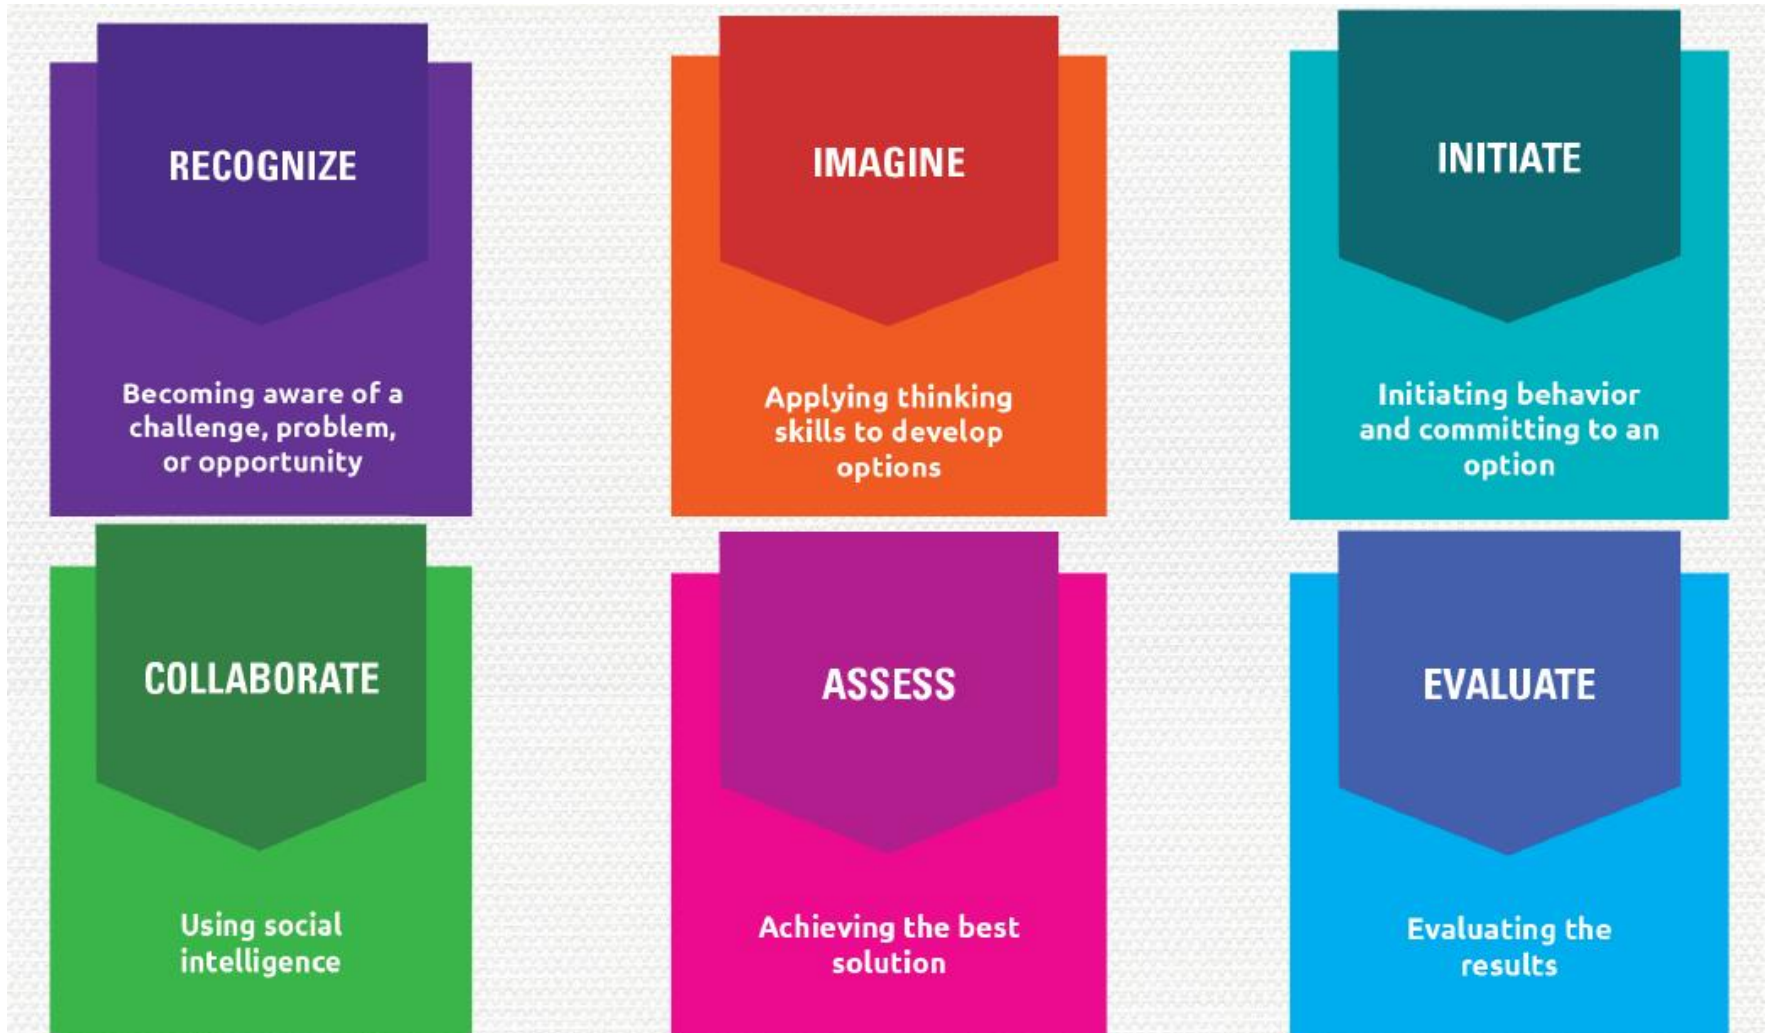 RECOGNIZE
Becoming aware of a
challenge, problem,
or opportunity
IMAGINE
Applying thinking
skills to develop
options
INITIATE
Initiating behavior
and committing to an
option
COLLABORATE
Using social
intelligence
ASSESS
Achieving the best
solution
EVALUATE
Evaluating the
results